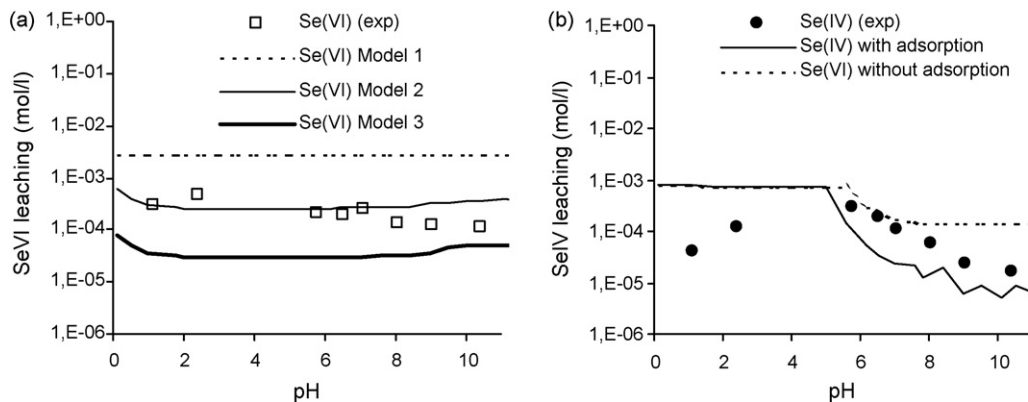 (a)
1,E+00
1,E-01
1,E-02
1,E-03
1,E-04
1,E-05
1,E-06
SeVI leaching (mol/l)
0 2 4 6 8 10
pH
Se(VI) (exp)
Se(VI) Model 1
Se(VI) Model 2
Se(VI) Model 3
(b)
1,E+00
1,E-01
1,E-02
1,E-03
1,E-04
1,E-05
1,E-06
SeIV leaching (mol/l)
0 2 4 6 8 10
pH
Se(IV) (exp)
Se(IV) with adsorption
Se(VI) without adsorption